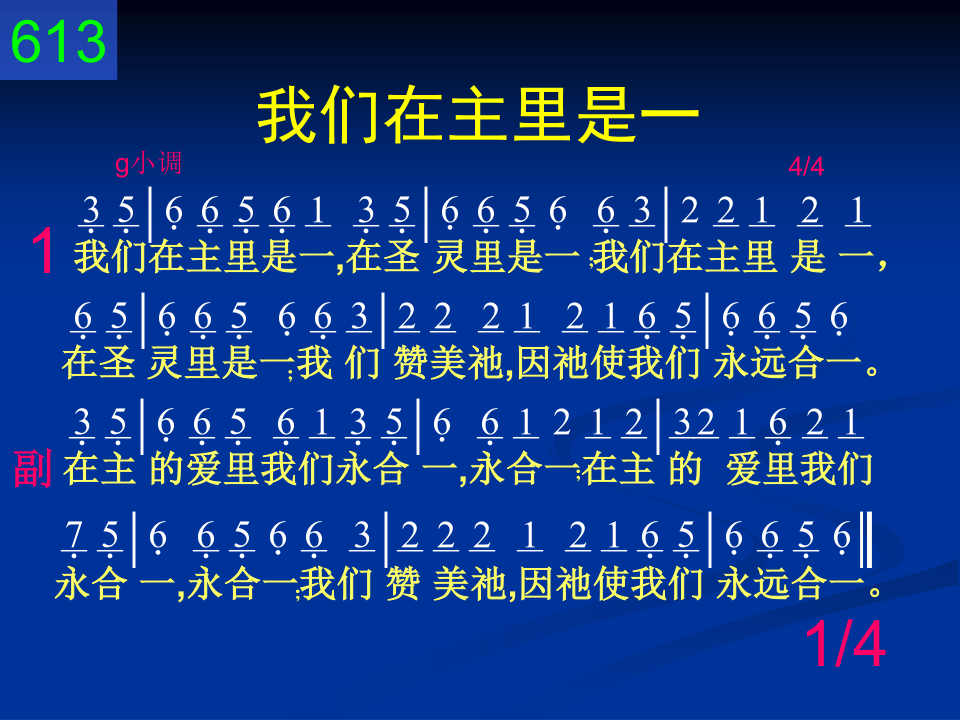 613
我们在主里是一
g小调 4/4
3 5|6 6 5 6 1 3 5|6 6 5 6 6 3|2 2 1 2 1
1 我们在主里是一,在圣 灵里是一;我们在主里 是 一，
6 5|6 6 5 6 6 3|2 2 2 1 2 1 6 5|6 6 5 6
在圣 灵里是一;我 们 赞美祂,因祂使我们 永远合一。
3 5|6 6 5 6 1 3 5|6 6 1 2 1 2|3 2 1 6 2 1
副 在主 的爱里我们永合 一,永合一;在主 的 爱里我们
7 5|6 6 5 6 6 3|2 2 2 1 2 1 6 5|6 6 5 6‖
永合 一,永合一;我们 赞 美祂,因祂使我们 永远合一。
1/4